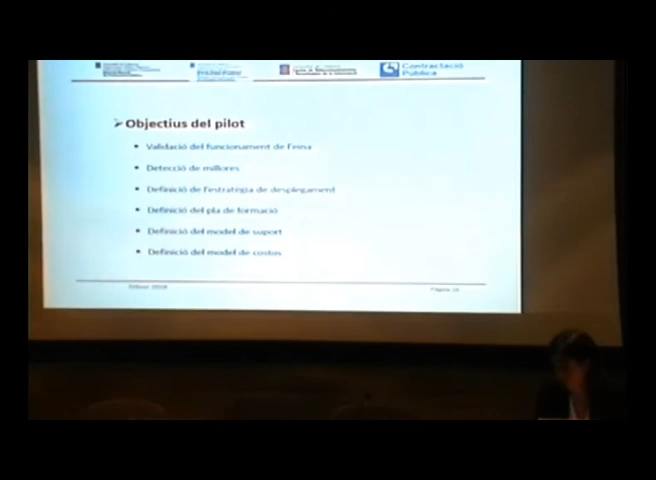 Contractació
Pública
➢Objectius del pilot
• Validació del funcionament de l'eina
• Detecció de millores
• Definició de l'estratègia de desplegament
• Definició del pla de formació
• Definició del model de suport
• Definició del model de costos